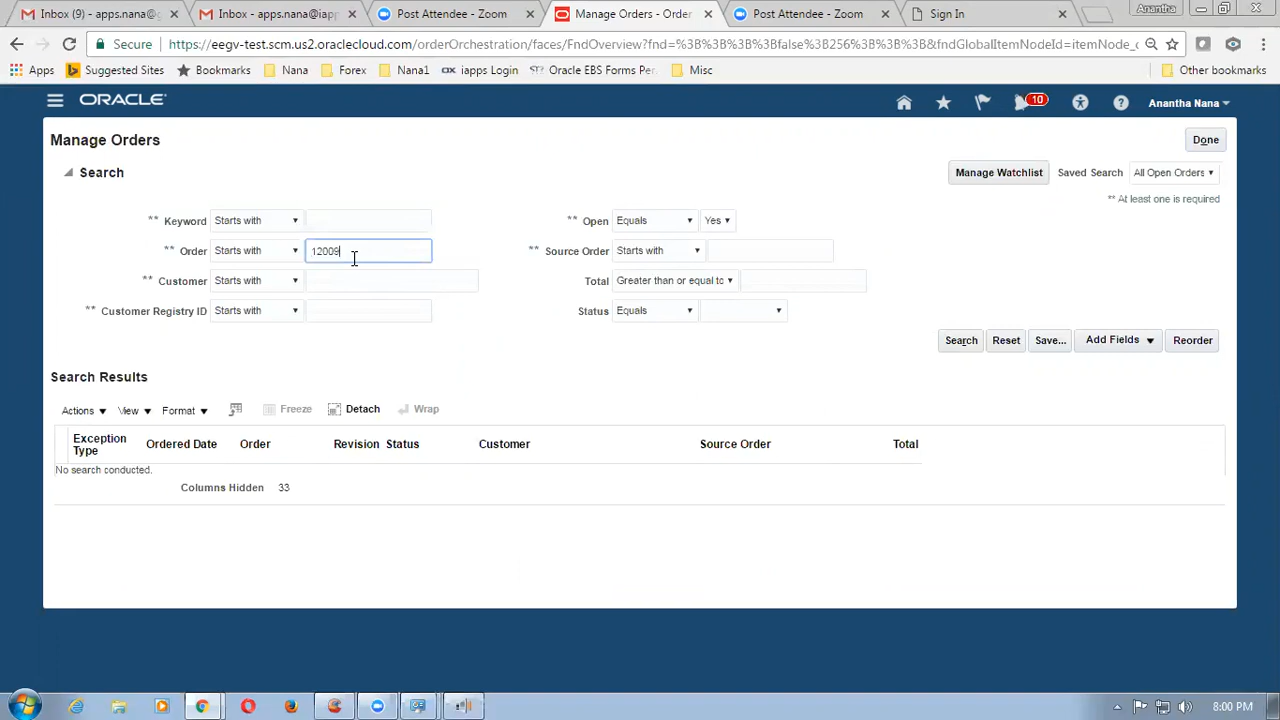 Inbox (9) - apps.nana@g
Inbox - apps.nana@iapp
Post Attendee - Zoom
Manage Orders - Order
Post Attendee - Zoom
Sign In
Anantha
Secure
https://eegv-test.scm.us2.oraclecloud.com/orderOrchestration/faces/FndOverview?fnd=%3B%3B%3B%3Bfalse%3B256%3B%3B%3B&fndGlobalItemNodeId=itemNode_c
Apps
Suggested Sites
Bookmarks
Nana
Forex
Nana1
iapps Login
Oracle EBS Forms Per
Misc
Other bookmarks
ORACLE
10
Anantha Nana
Manage Orders
Done
Search
Manage Watchlist
Saved Search
All Open Orders
** At least one is required
** Keyword Starts with
** Open Equals Yes
** Order Starts with 12009
** Source Order Starts with
** Customer Starts with
Total Greater than or equal to
** Customer Registry ID Starts with
Status Equals
Search
Reset
Save...
Add Fields
Reorder
Search Results
Actions
View
Format
Freeze
Detach
Wrap
Exception Type
Ordered Date
Order
Revision
Status
Customer
Source Order
Total
No search conducted.
Columns Hidden 33
8:00 PM